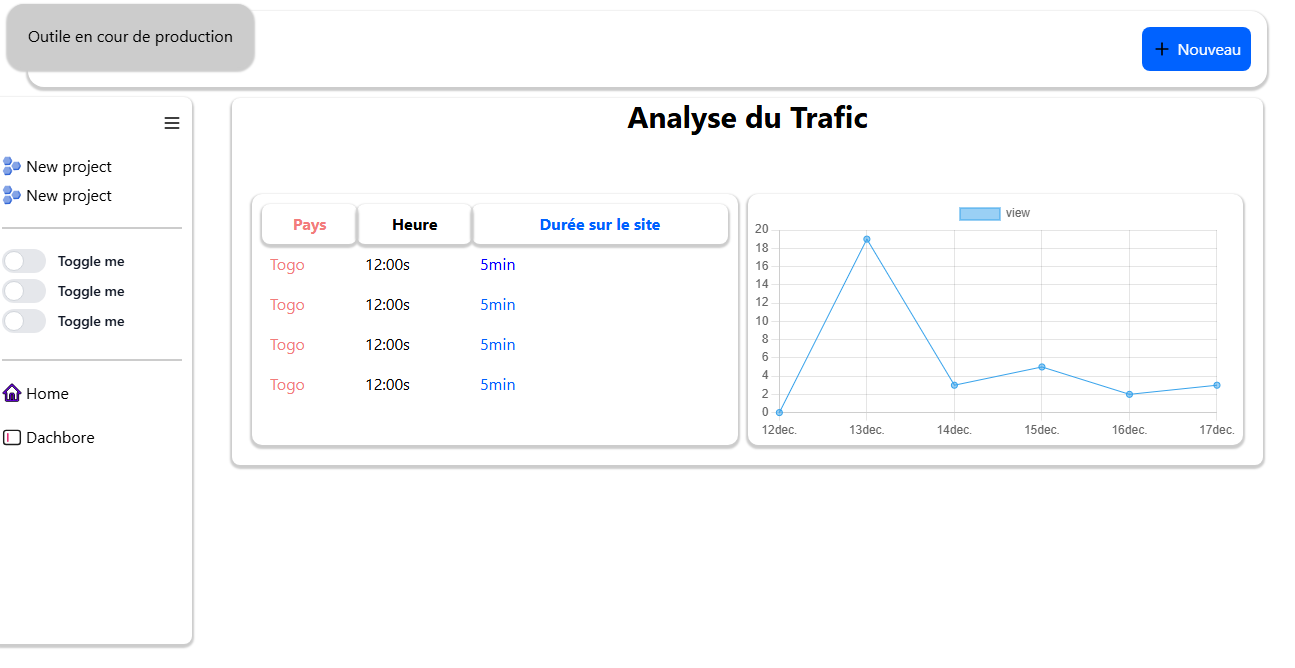 Outile en cour de production
Nouveau
New project
New project
Toggle me
Toggle me
Toggle me
Home
Dachbore
Analyse du Trafic
Pays Heure Durée sur le site
Togo 12:00s 5min
Togo 12:00s 5min
Togo 12:00s 5min
Togo 12:00s 5min
view
20
18
16
14
12
10
8
6
4
2
0
12dec. 13dec. 14dec. 15dec. 16dec. 17dec.